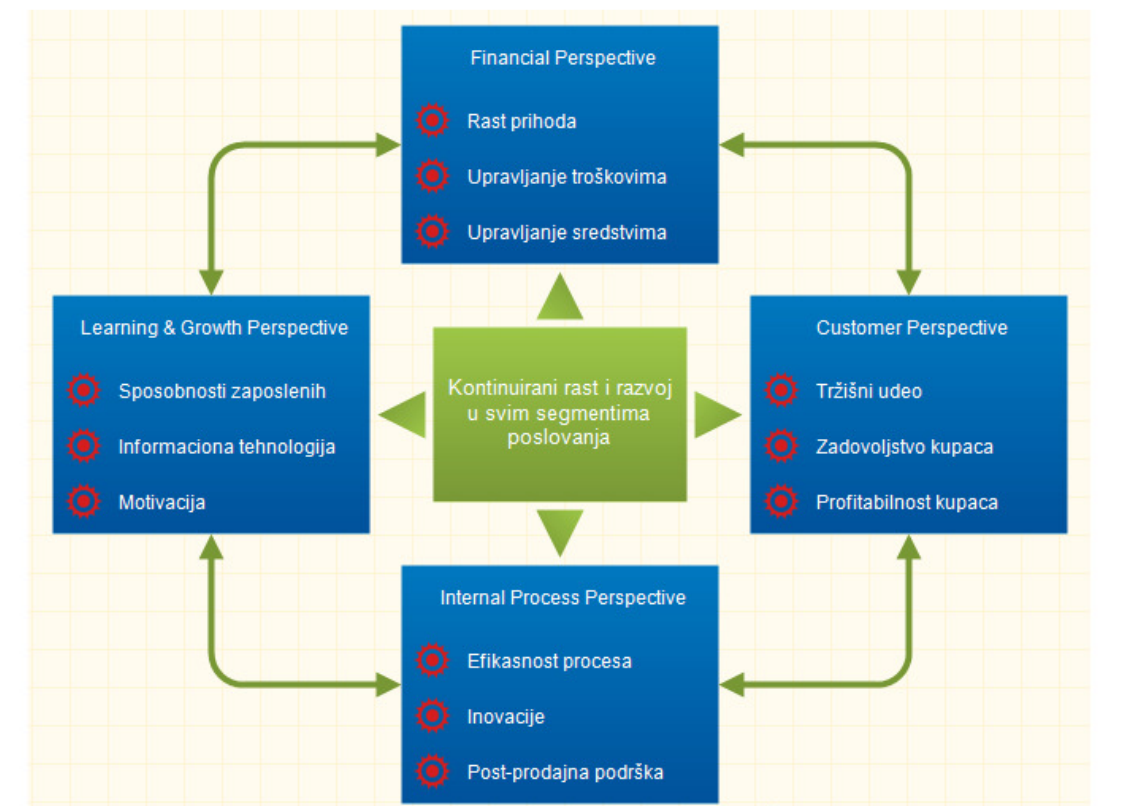 Financial Perspective
Rast prihoda
Upravljanje troškovima
Upravljanje sredstvima
Learning & Growth Perspective
Sposobnosti zaposlenih
Informaciona tehnologija
Motivacija
Kontinuirani rast i razvoj
u svim segmentima
poslovanja
Customer Perspective
Tržišni udeo
Zadovoljstvo kupaca
Profitabilnost kupaca
Internal Process Perspective
Efikasnost procesa
Inovacije
Post-prodajna podrška